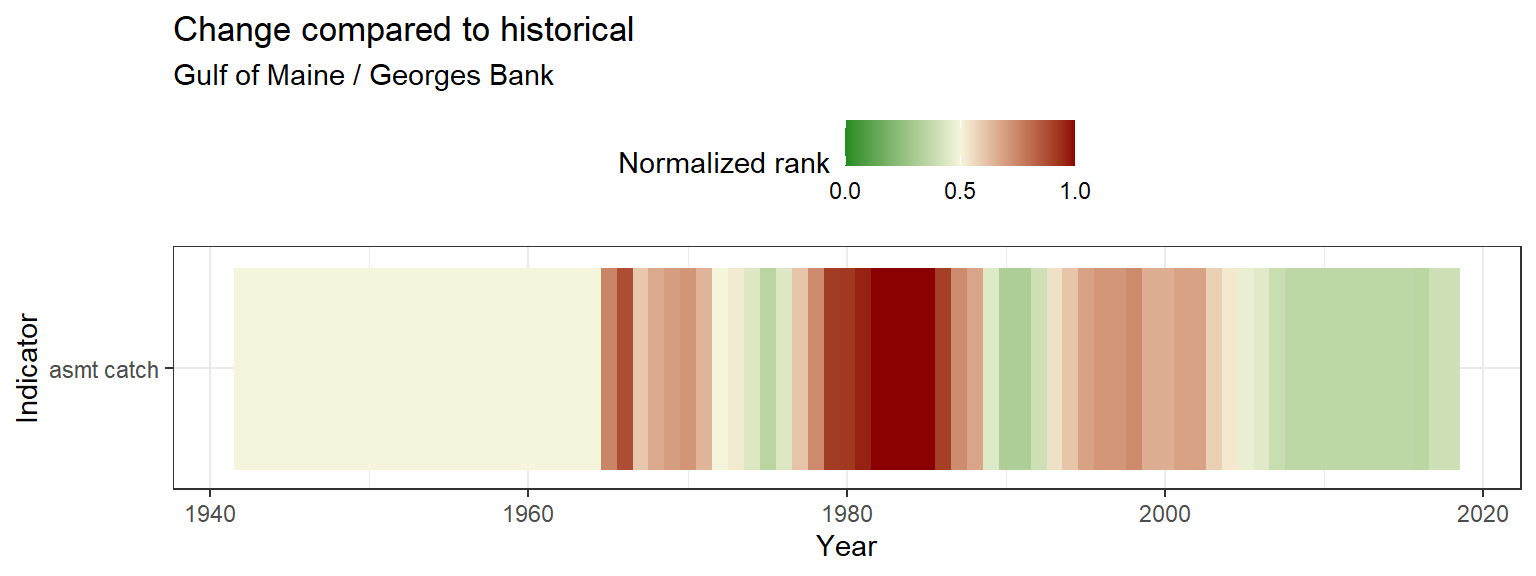 Change compared to historical
Gulf of Maine / Georges Bank
Normalized rank
0.0 0.5 1.0
Indicator
asmt catch
1940 1960 1980 2000 2020
Year